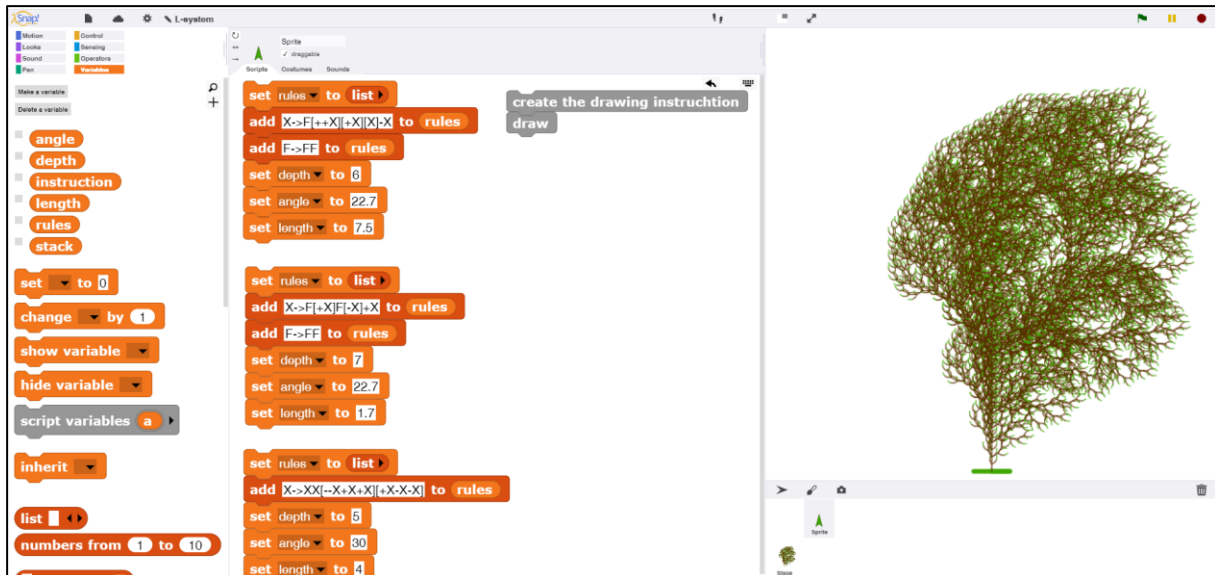 Snap!
L-system
Motion Control
Looks Sensing
Sound Operators
Pen Variables
Make a variable
Delete a variable
angle
depth
instruction
length
rules
stack
set to 0
change by 1
show variable
hide variable
script variables a
inherit
list
numbers from 1 to 10
Sprite
draggable
Scripts Costumes Sounds
set rules to list
add X->F[++X][+X][X]-X to rules
add F->FF to rules
set depth to 6
set angle to 22.7
set length to 7.5
set rules to list
add X->F[+X]F[-X]+X to rules
add F->FF to rules
set depth to 7
set angle to 22.7
set length to 1.7
set rules to list
add X->XX[--X+X+X][+X-X-X] to rules
set depth to 5
set angle to 30
set length to 4
create the drawing instruchtion
draw
Sprite
Stage